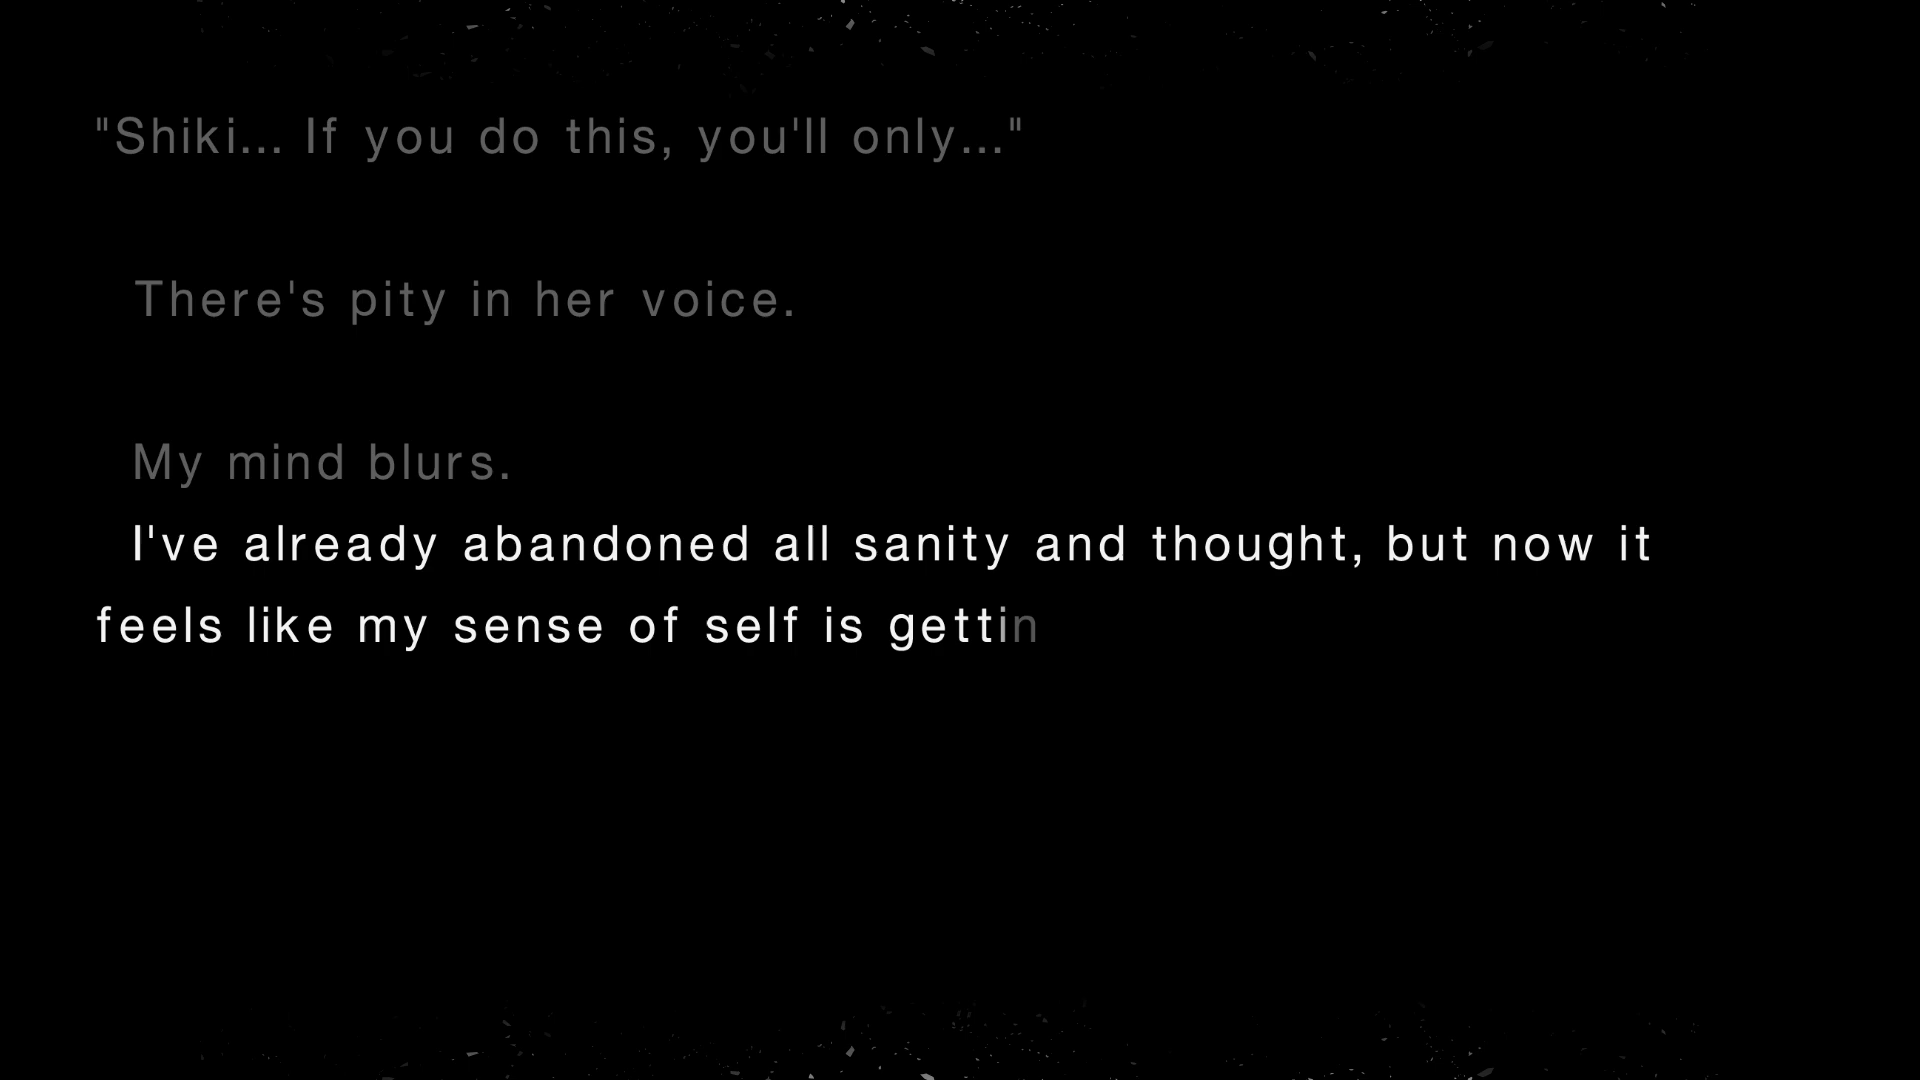 "Shiki... If you do this, you'll only..."
There's pity in her voice.
My mind blurs.
I've already abandoned all sanity and thought, but now it
feels like my sense of self is gettin